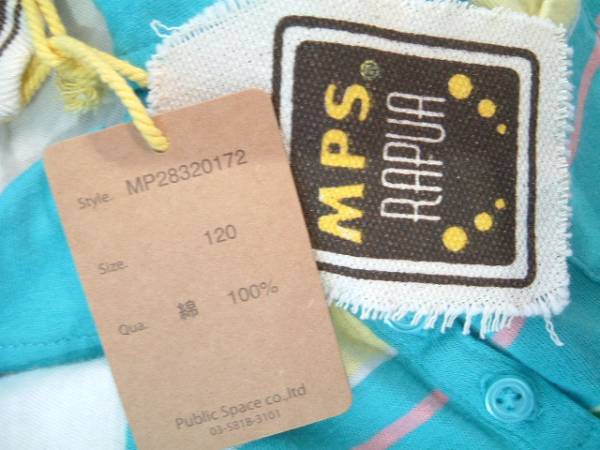 Style. MP28320172
Size. 120
Qua. 綿 100%
Public Space co.,ltd
03-5818-3101
MPS
RAPUA